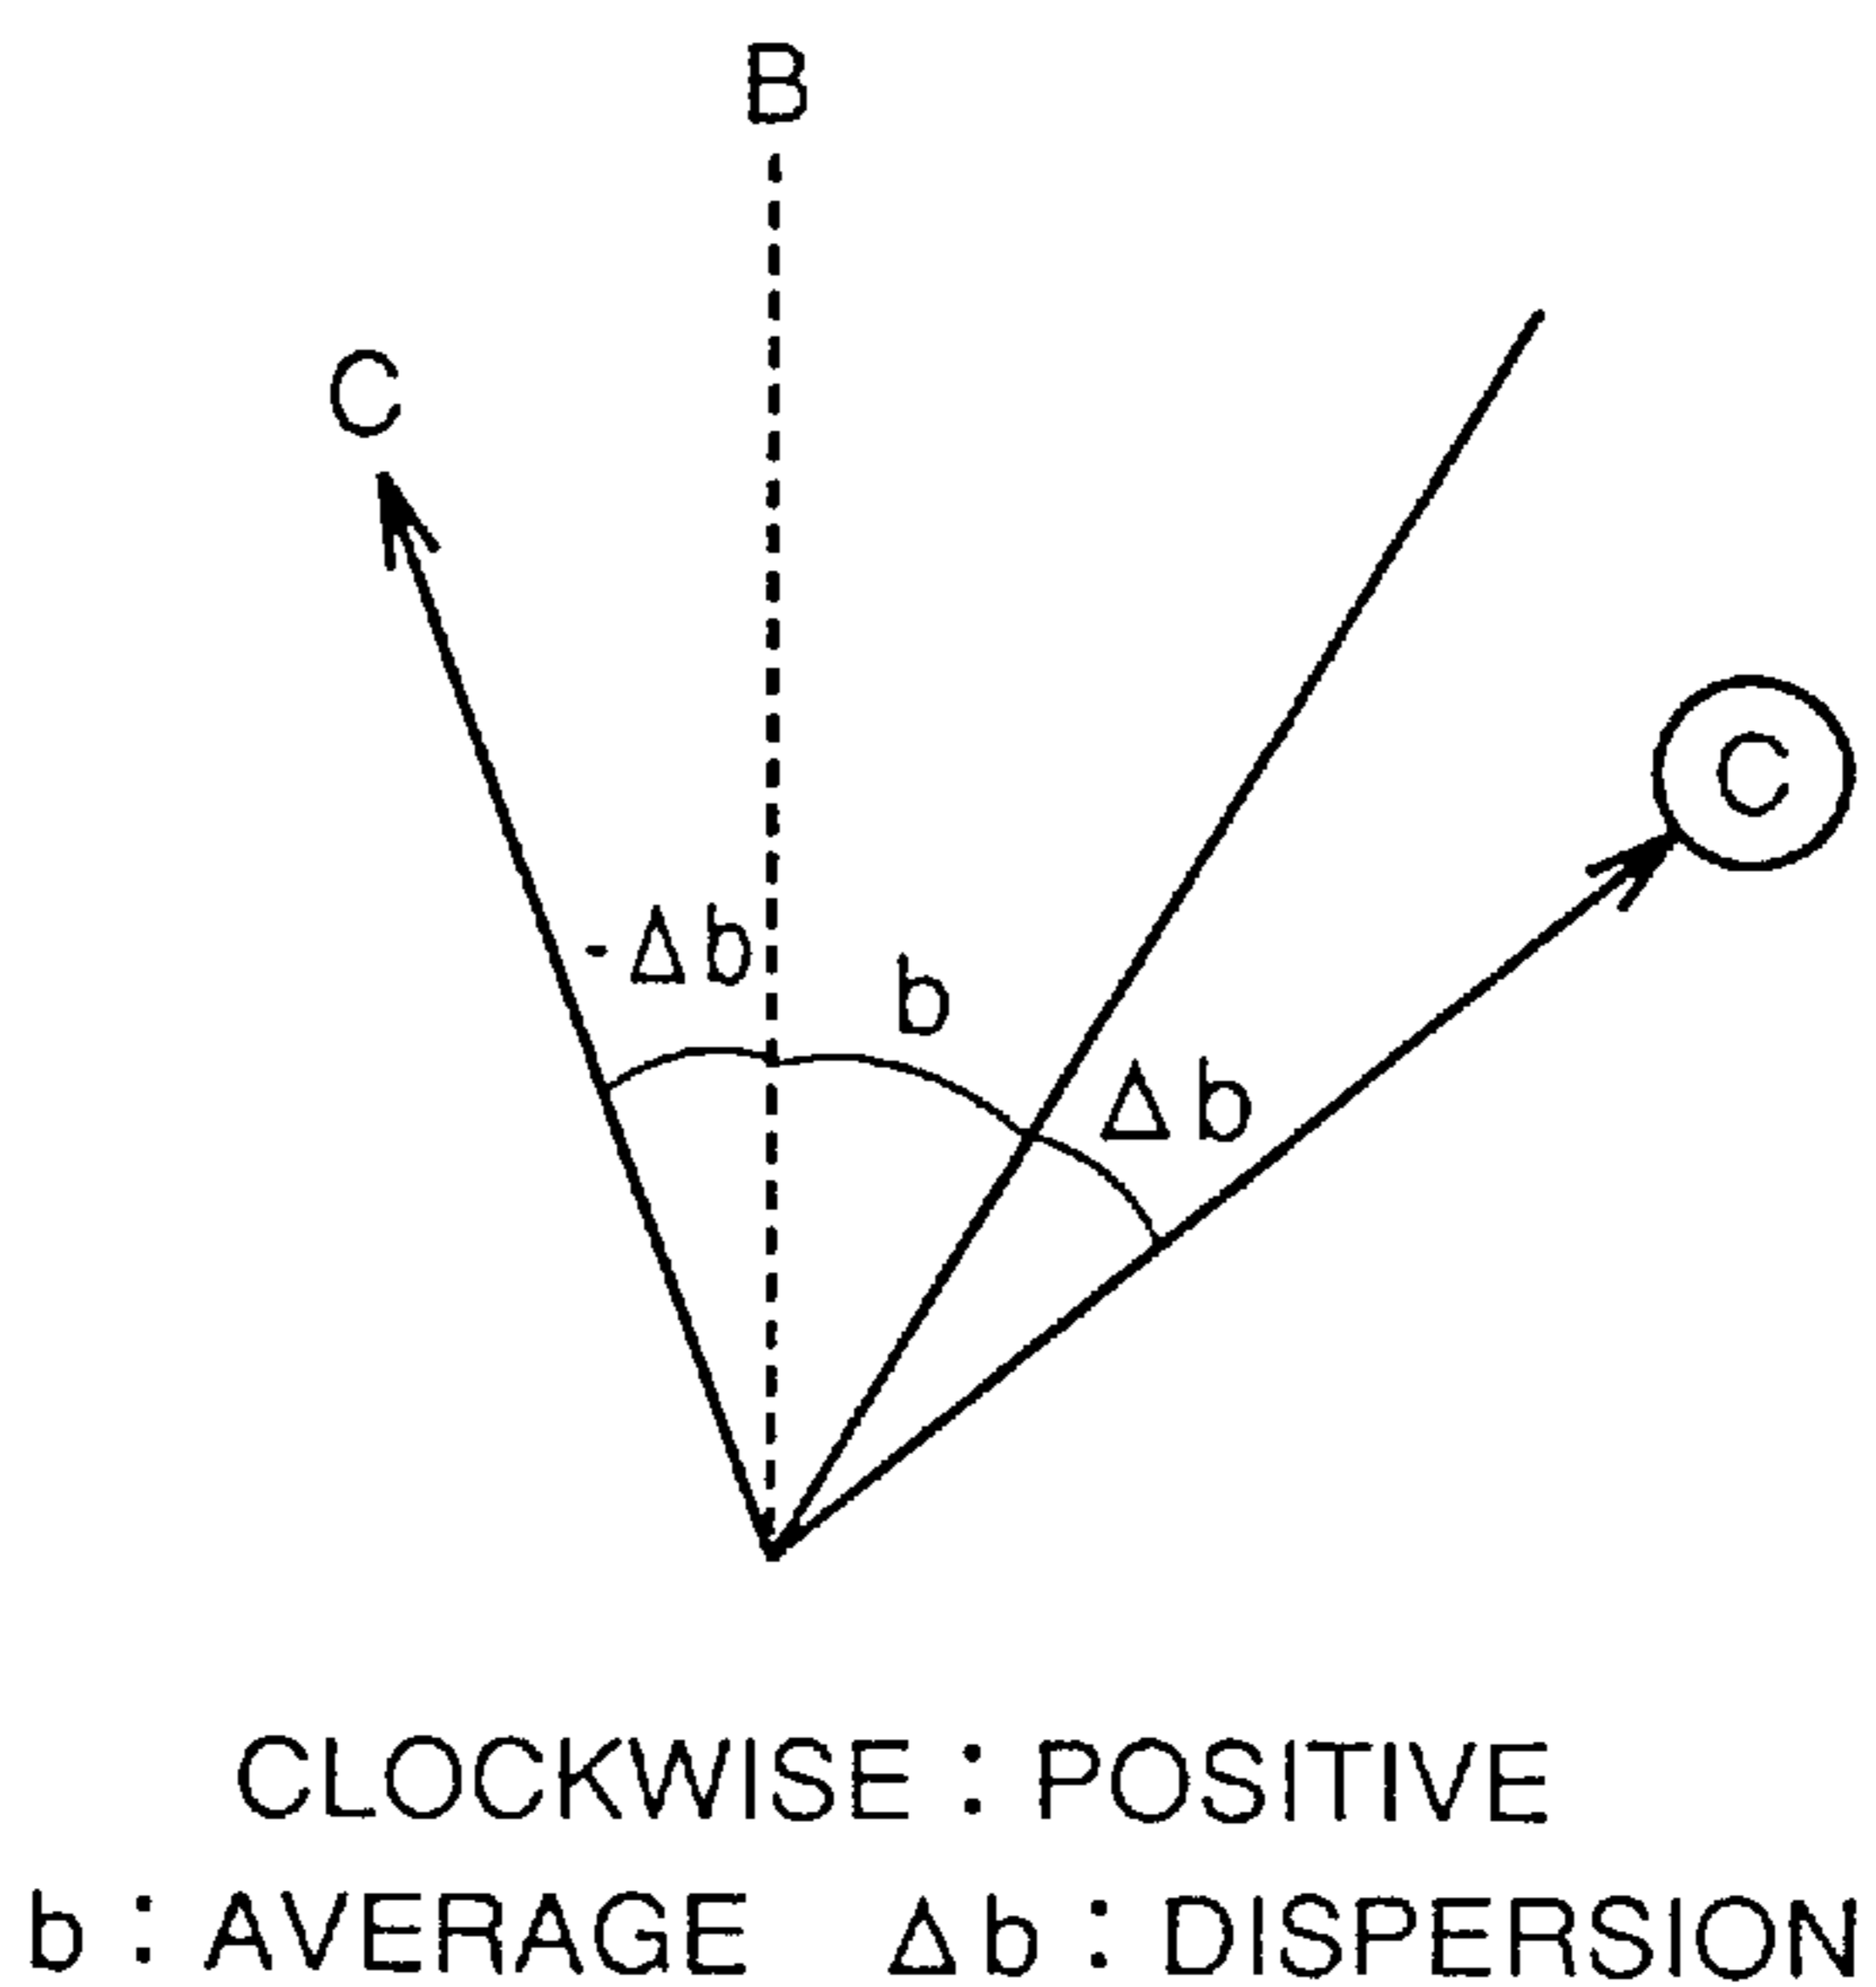 B
C
C
-Δb
b
Δb
CLOCKWISE : POSITIVE
b : AVERAGE Δb : DISPERSION